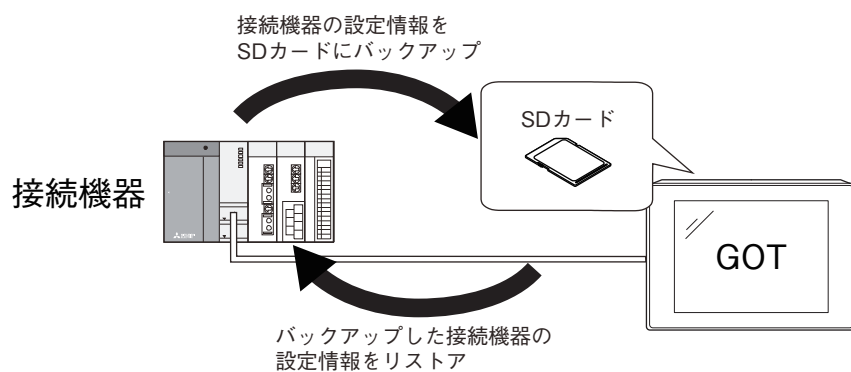 接続機器の設定情報を
SDカードにバックアップ
SDカード
接続機器
GOT
バックアップした接続機器の
設定情報をリストア